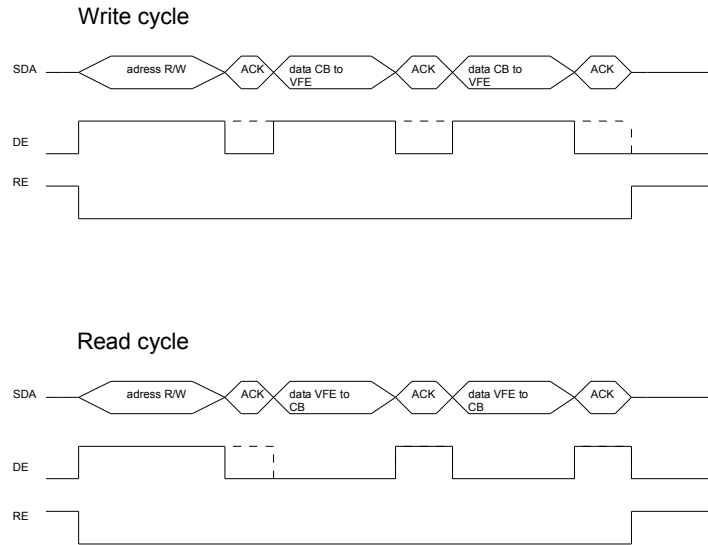 Write cycle
SDA adress R/W ACK data CB to VFE ACK data CB to VFE ACK
DE
RE
Read cycle
SDA adress R/W ACK data VFE to CB ACK data VFE to CB ACK
DE
RE